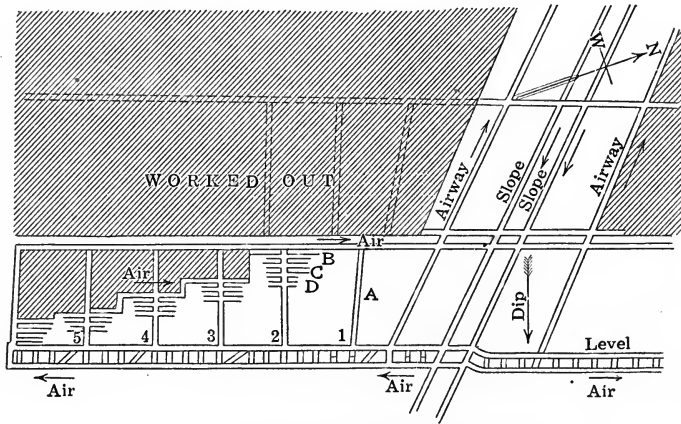 W
N
WORKED OUT
Airway
Slope
Slope
Airway
Air
Air
B
C
D
A
Dip
5
4
3
2
1
Level
Air
Air
Air